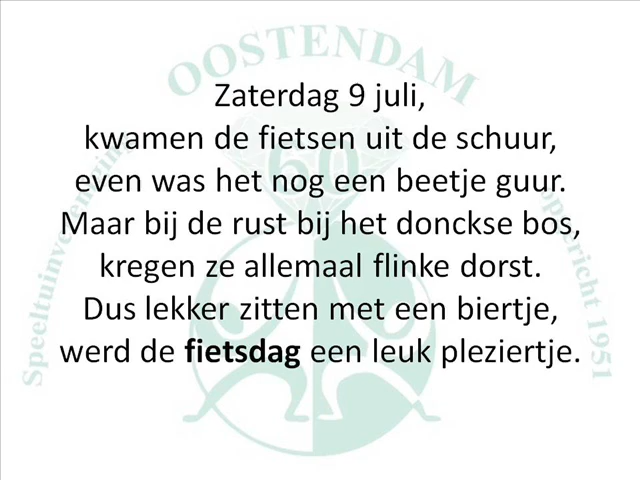 OOSTENDAM
Zaterdag 9 juli,
kwamen de fietsen uit de schuur,
even was het nog een beetje guur.
Maar bij de rust bij het donckse bos,
kregen ze allemaal flinke dorst.
Dus lekker zitten met een biertje,
werd de fietsdag een leuk pleziertje.
60
opgericht 1951